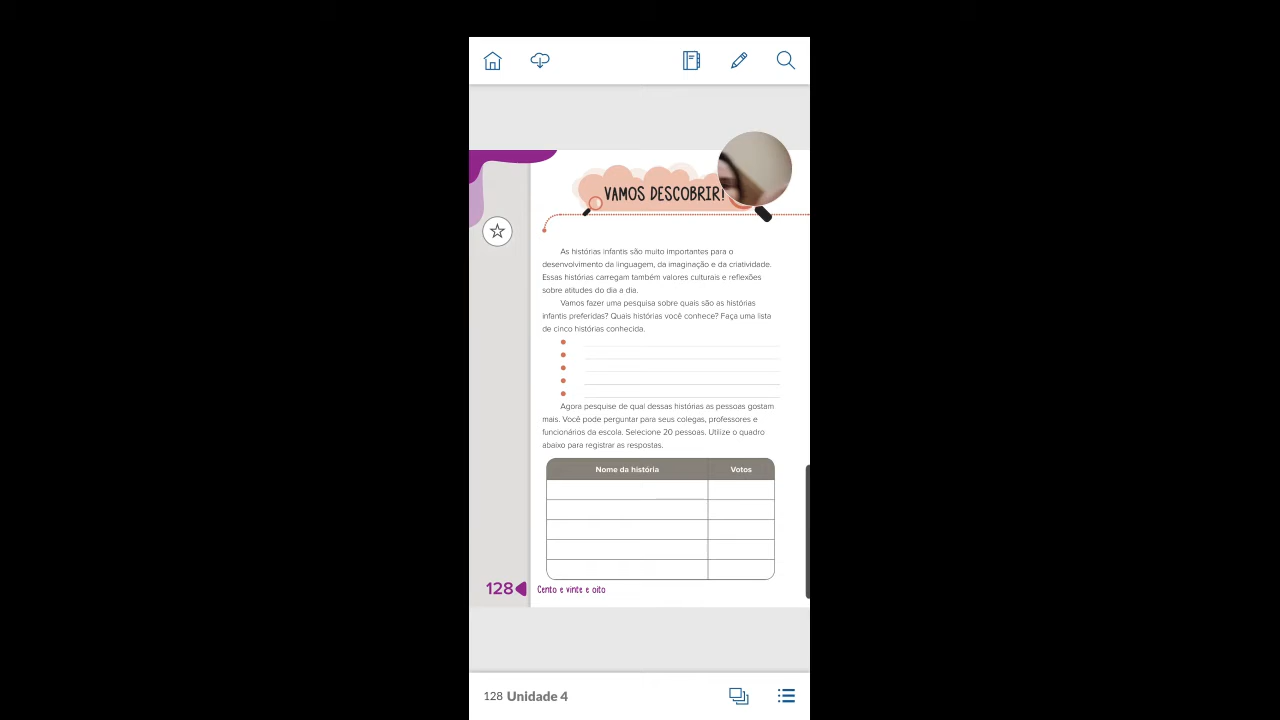 VAMOS DESCOBRIR!
As histórias infantis são muito importantes para o
desenvolvimento da linguagem, da imaginação e da criatividade.
Essas histórias carregam também valores culturais e reflexões
sobre atitudes do dia a dia.
Vamos fazer uma pesquisa sobre quais são as histórias
infantis preferidas? Quais histórias você conhece? Faça uma lista
de cinco histórias conhecida.
Agora pesquise de qual dessas histórias as pessoas gostam
mais. Você pode perguntar para seus colegas, professores e
funcionários da escola. Selecione 20 pessoas. Utilize o quadro
abaixo para registrar as respostas.
Nome da história Votos
128 Cento e vinte e oito
128 Unidade 4